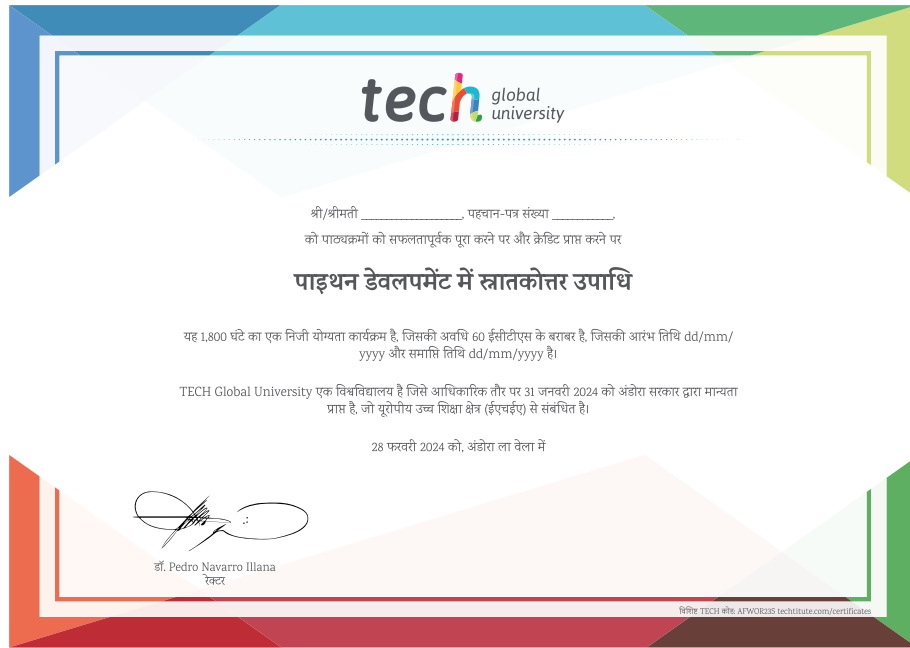 tech global
university
श्री/श्रीमती ____________________, पहचान-पत्र संख्या ____________,
को पाठ्यक्रमों को सफलतापूर्वक पूरा करने पर और क्रेडिट प्राप्त करने पर
पाइथन डेवलपमेंट में स्नातकोत्तर उपाधि
यह 1,800 घंटे का एक निजी योग्यता कार्यक्रम है, जिसकी अवधि 60 ईसीटीएस के बराबर है, जिसकी आरंभ तिथि dd/mm/
yyyy और समाप्ति तिथि dd/mm/yyyy है।
TECH Global University एक विश्वविद्यालय है जिसे आधिकारिक तौर पर 31 जनवरी 2024 को अंडोरा सरकार द्वारा मान्यता
प्राप्त है, जो यूरोपीय उच्च शिक्षा क्षेत्र (ईएचईए) से संबंधित है।
28 फरवरी 2024 को, अंडोरा ला वेला में
डॉ. Pedro Navarro Illana
रेक्टर
विशिष्ट TECH कोड: AFWOR23S techtitute.com/certificates